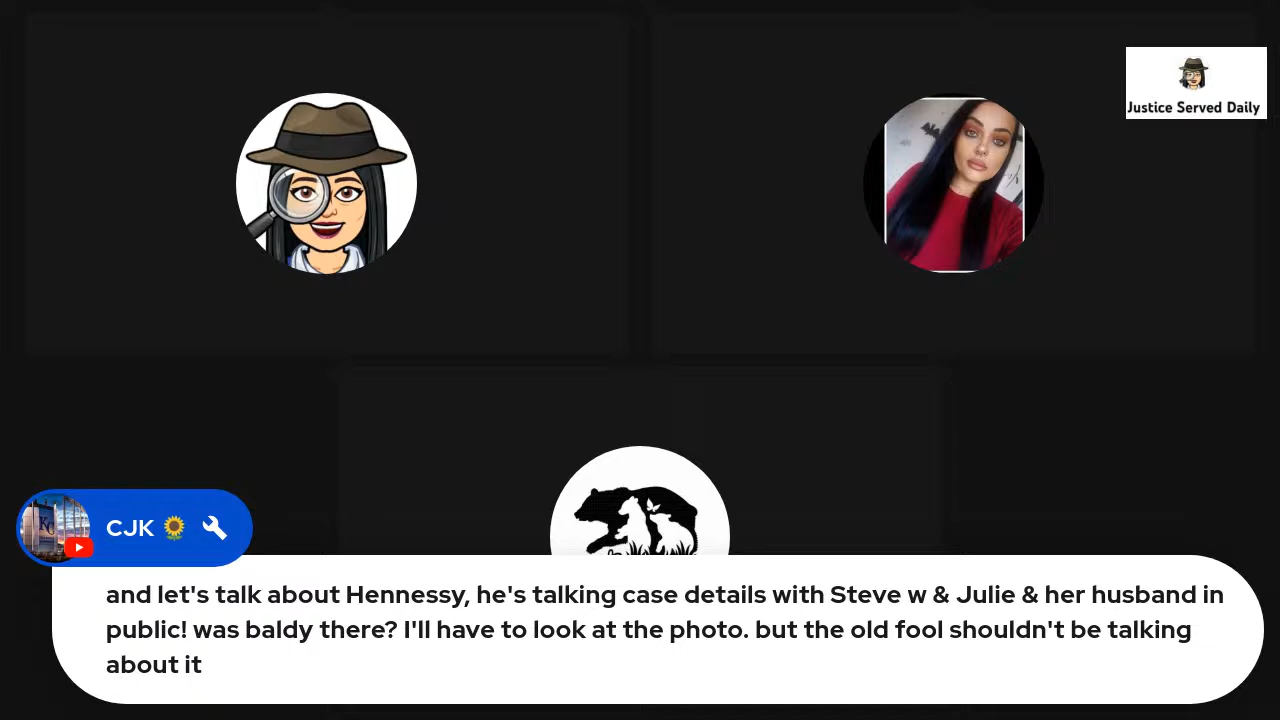 Justice Served Daily
CJK 🌻
and let's talk about Hennessy, he's talking case details with Steve w & Julie & her husband in
public! was baldy there? I'll have to look at the photo. but the old fool shouldn't be talking
about it